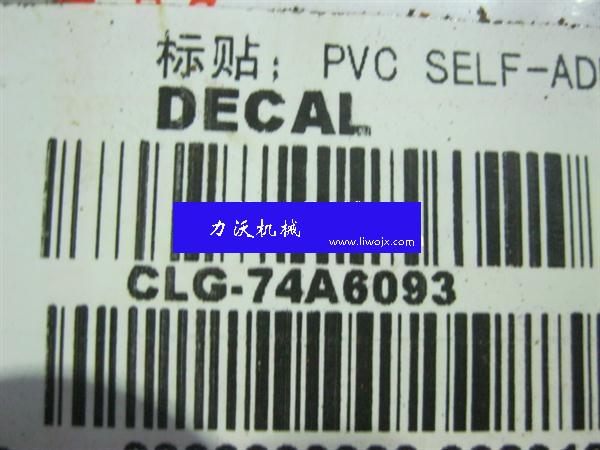 标贴; PVC SELF-AD
DECAL
力沃机械
www.liwojx.com
CLG-74A6093